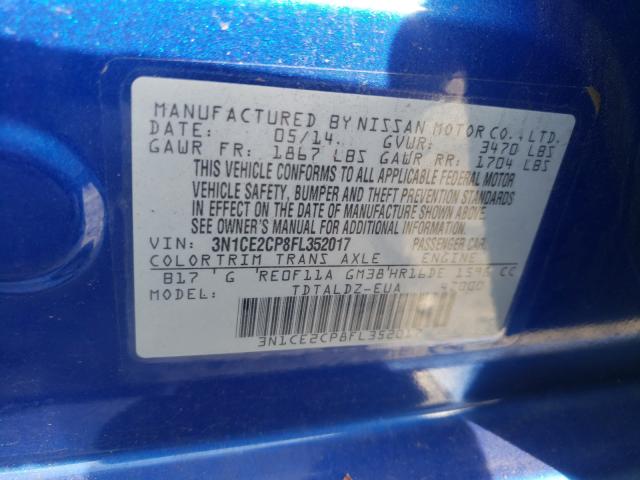 MANUFACTURED BY NISSAN MOTOR CO., LTD.
DATE: 05/14 GVWR: 3470 LBS
GAWR FR: 1867 LBS GAWR RR: 1704 LBS
THIS VEHICLE CONFORMS TO ALL APPLICABLE FEDERAL MOTOR
VEHICLE SAFETY, BUMPER AND THEFT PREVENTION STANDARDS
IN EFFECT ON THE DATE OF MANUFACTURE SHOWN ABOVE
SEE OWNER'S MANUAL FOR ADDITIONAL INFORMATION
VIN: 3N1CE2CP8FL352017 PASSENGER CAR
COLOR TRIM TRANS AXLE ENGINE
B17 G RE0F11A GM38 HR16DE 1598 CC
MODEL: TDTALDZ-EUA 42000
3N1CE2CP8FL352017